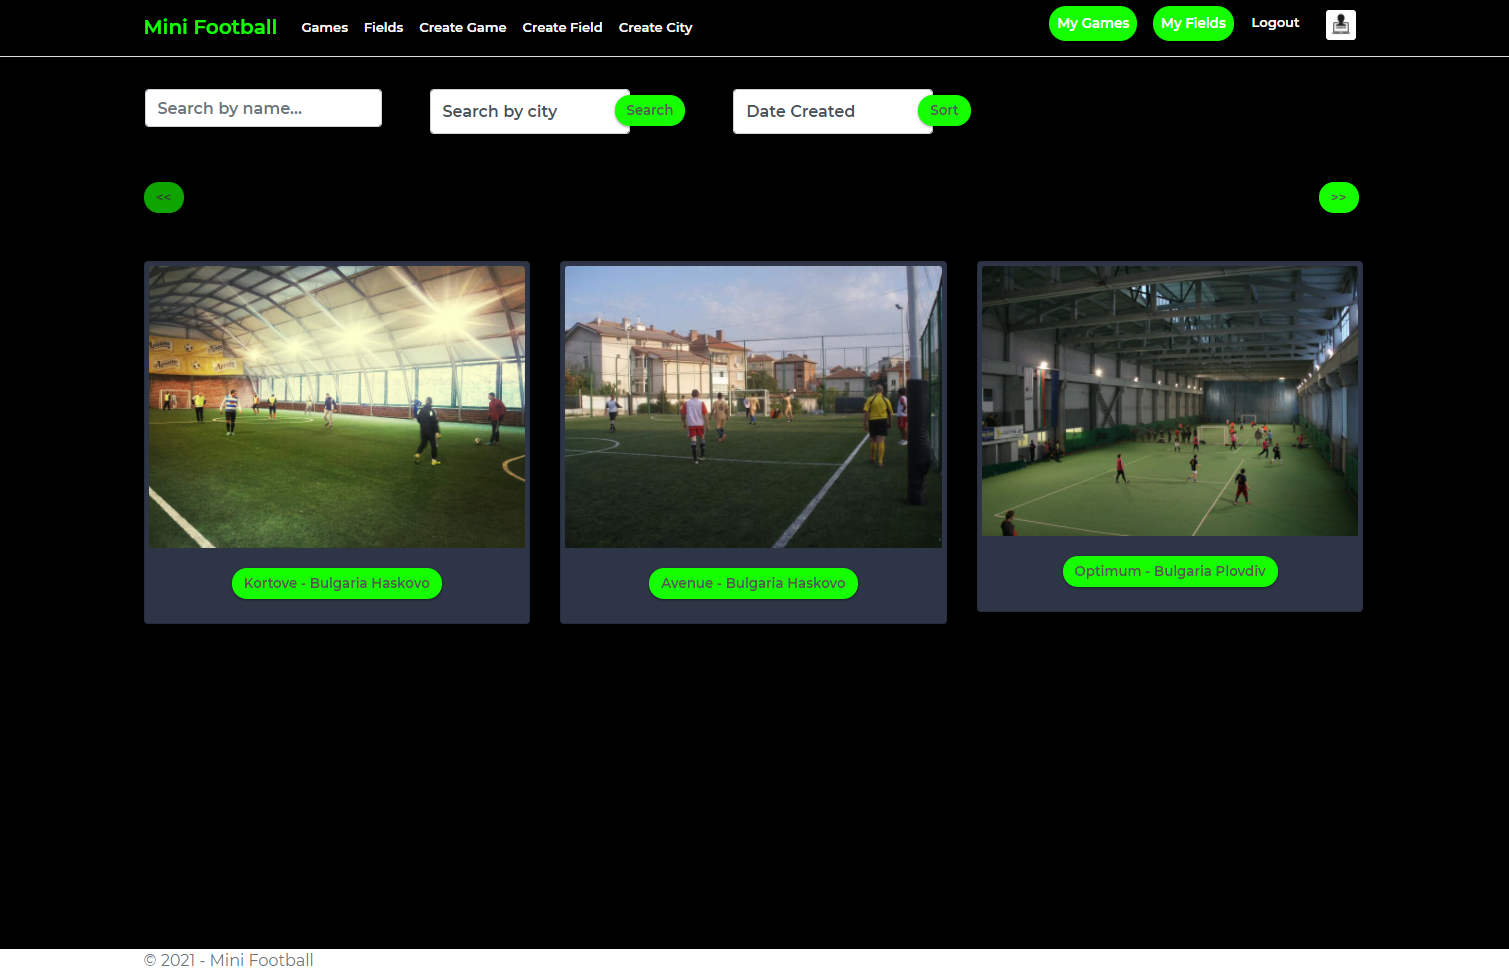 Mini Football Games Fields Create Game Create Field Create City My Games My Fields Logout
Search by name... Search by city Search Date Created Sort
<< >>
Kortove - Bulgaria Haskovo
Avenue - Bulgaria Haskovo
Optimum - Bulgaria Plovdiv
© 2021 - Mini Football